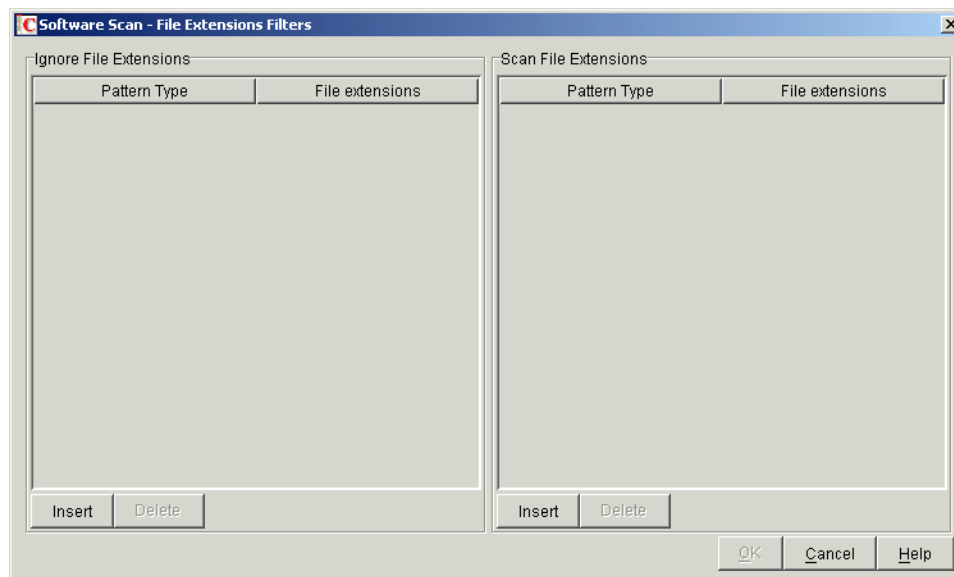 Software Scan - File Extensions Filters
Ignore File Extensions
Pattern Type File extensions
Insert Delete
Scan File Extensions
Pattern Type File extensions
Insert Delete
OK Cancel Help